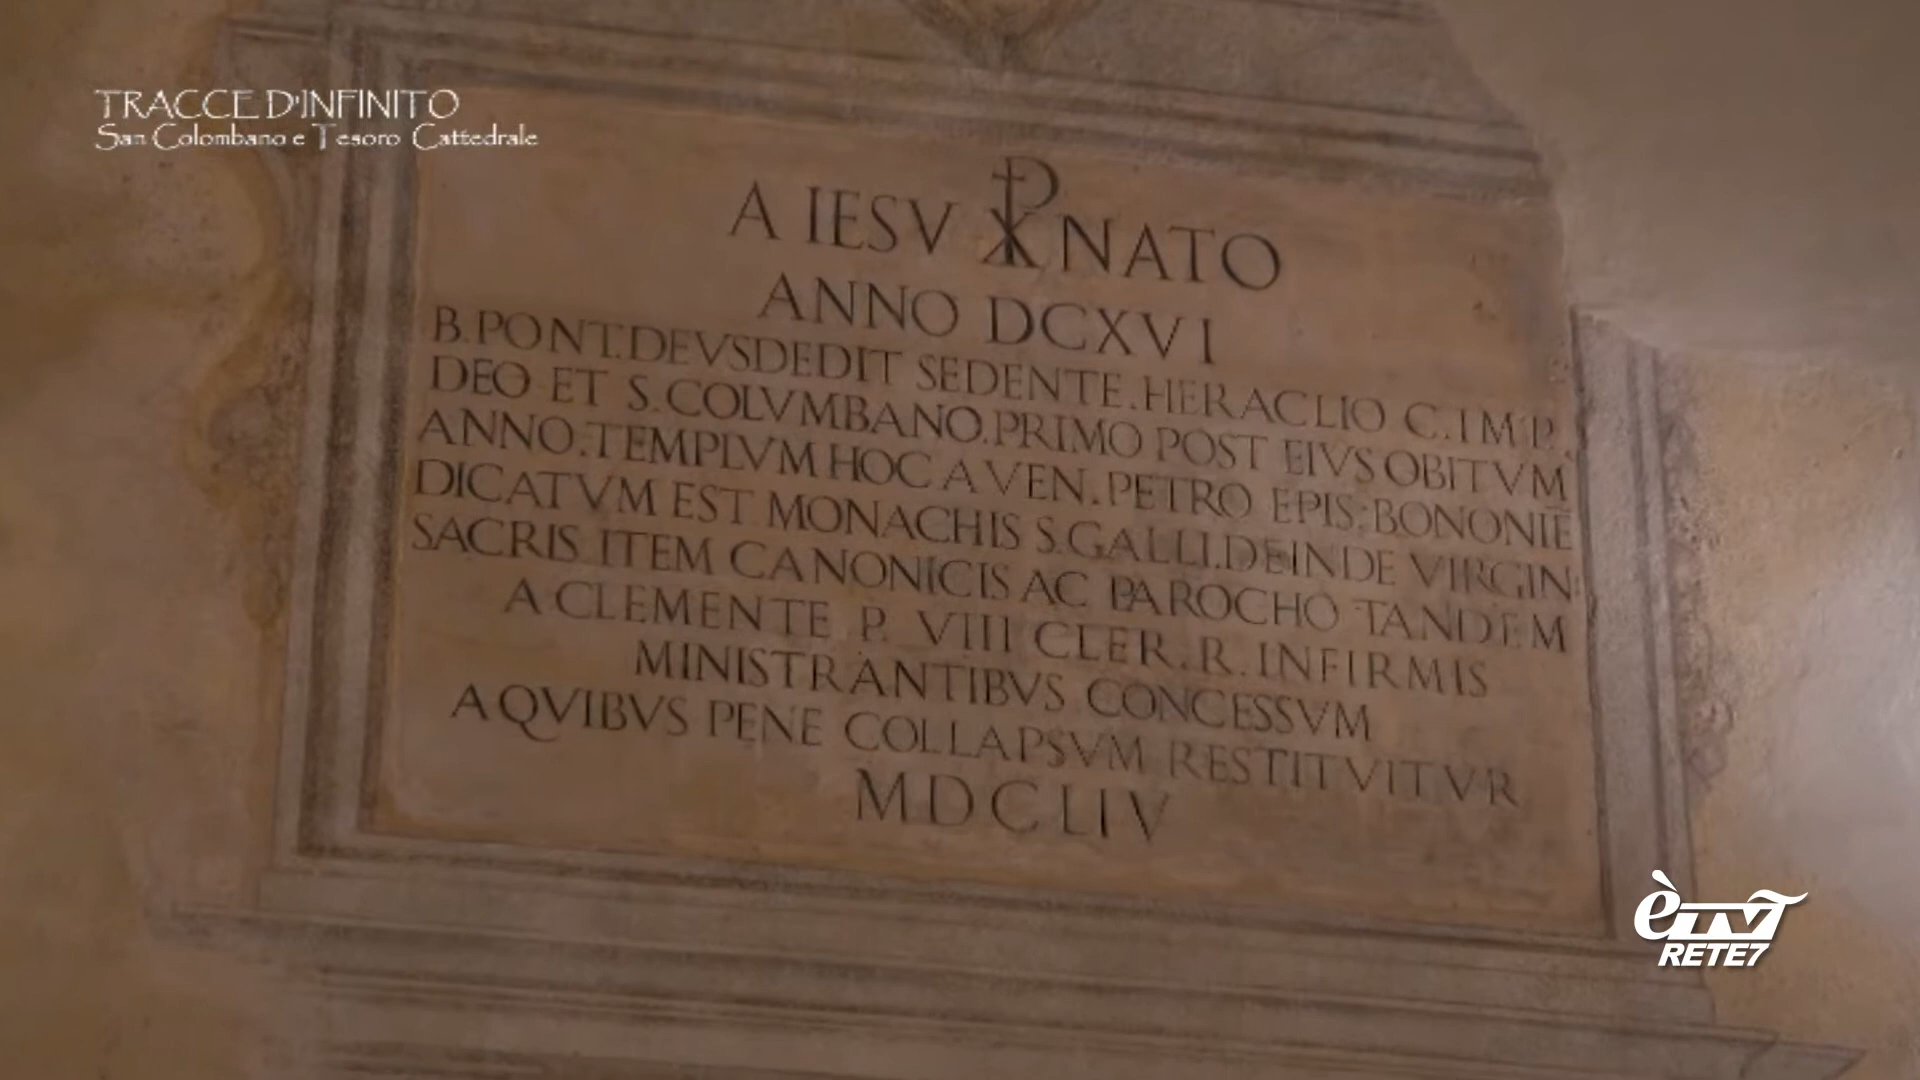 TRACCE D'INFINITO
San Colombano e Tesoro Cattedrale
A IESV ☧ NATO
ANNO DCXVI
B. PONT. DEVSDEDIT SEDENTE. HERACLIO C. IMP.
DEO ET S. COLVMBANO. PRIMO POST EIVS OBITVM
ANNO. TEMPLVM HOC A VEN. PETRO EPIS: BONONIE
DICATVM EST MONACHIS S. GALLI. DEINDE VIRGIN:
SACRIS ITEM CANONICIS AC PAROCHO TANDEM
A CLEMENTE P. VIII CLER. R. INFIRMIS
MINISTRANTIBVS CONCESSVM
A QVIBVS PENE COLLAPSVM RESTITVITVR
MDCLIV
èTV
RETE7